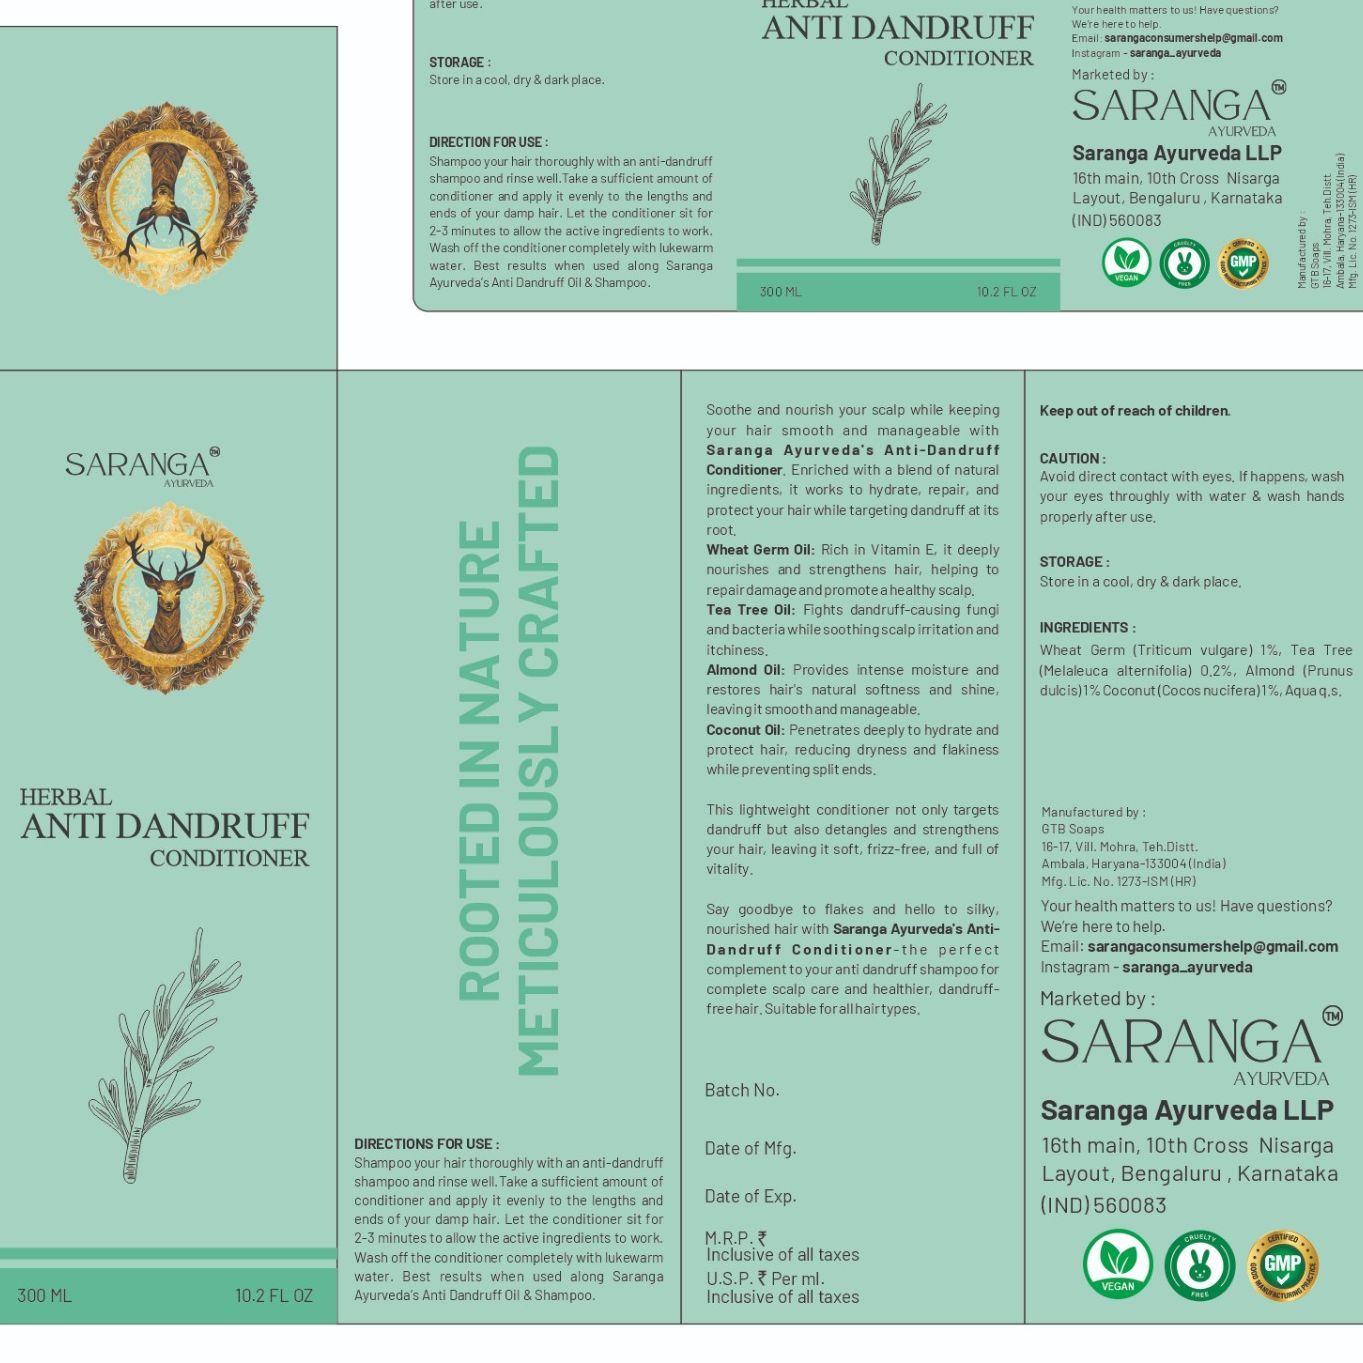 after use.
STORAGE :
Store in a cool, dry & dark place.
DIRECTION FOR USE :
Shampoo your hair thoroughly with an anti-dandruff
shampoo and rinse well.Take a sufficient amount of
conditioner and apply it evenly to the lengths and
ends of your damp hair. Let the conditioner sit for
2-3 minutes to allow the active ingredients to work.
Wash off the conditioner completely with lukewarm
water. Best results when used along Saranga
Ayurveda's Anti Dandruff Oil & Shampoo.
HERBAL
ANTI DANDRUFF
CONDITIONER
300 ML
10.2 FL OZ
Your health matters to us! Have questions?
We're here to help.
Email: sarangaconsumershelp@gmail.com
Instagram - saranga_ayurveda
Marketed by :
SARANGA™
AYURVEDA
Saranga Ayurveda LLP
16th main, 10th Cross Nisarga
Layout, Bengaluru , Karnataka
(IND) 560083
VEGAN
CRUELTY
FREE
CERTIFIED
GMP
GOOD MANUFACTURING PRACTICE
Manufactured by :
GTB Soaps
16-17, Vill. Mohra, Teh.Distt.
Ambala, Haryana-133004 (India)
Mfg. Lic. No. 1273-ISM (HR)
SARANGA™
AYURVEDA
HERBAL
ANTI DANDRUFF
CONDITIONER
300 ML
10.2 FL OZ
ROOTED IN NATURE
METICULOUSLY CRAFTED
DIRECTIONS FOR USE :
Shampoo your hair thoroughly with an anti-dandruff
shampoo and rinse well.Take a sufficient amount of
conditioner and apply it evenly to the lengths and
ends of your damp hair. Let the conditioner sit for
2-3 minutes to allow the active ingredients to work.
Wash off the conditioner completely with lukewarm
water. Best results when used along Saranga
Ayurveda's Anti Dandruff Oil & Shampoo.
Soothe and nourish your scalp while keeping
your hair smooth and manageable with
Saranga Ayurveda's Anti-Dandruff
Conditioner. Enriched with a blend of natural
ingredients, it works to hydrate, repair, and
protect your hair while targeting dandruff at its
root.
Wheat Germ Oil: Rich in Vitamin E, it deeply
nourishes and strengthens hair, helping to
repair damage and promote a healthy scalp.
Tea Tree Oil: Fights dandruff-causing fungi
and bacteria while soothing scalp irritation and
itchiness.
Almond Oil: Provides intense moisture and
restores hair's natural softness and shine,
leaving it smooth and manageable.
Coconut Oil: Penetrates deeply to hydrate and
protect hair, reducing dryness and flakiness
while preventing split ends.
This lightweight conditioner not only targets
dandruff but also detangles and strengthens
your hair, leaving it soft, frizz-free, and full of
vitality.
Say goodbye to flakes and hello to silky,
nourished hair with Saranga Ayurveda's Anti-
Dandruff Conditioner-the perfect
complement to your anti dandruff shampoo for
complete scalp care and healthier, dandruff-
free hair. Suitable for all hair types.
Batch No.
Date of Mfg.
Date of Exp.
M.R.P. ₹
Inclusive of all taxes
U.S.P. ₹ Per ml.
Inclusive of all taxes
Keep out of reach of children.
CAUTION :
Avoid direct contact with eyes. If happens, wash
your eyes throughly with water & wash hands
properly after use.
STORAGE :
Store in a cool, dry & dark place.
INGREDIENTS :
Wheat Germ (Triticum vulgare) 1%, Tea Tree
(Melaleuca alternifolia) 0.2%, Almond (Prunus
dulcis) 1% Coconut (Cocos nucifera) 1%, Aqua q.s.
Manufactured by :
GTB Soaps
16-17, Vill. Mohra, Teh.Distt.
Ambala, Haryana-133004 (India)
Mfg. Lic. No. 1273-ISM (HR)
Your health matters to us! Have questions?
We're here to help.
Email: sarangaconsumershelp@gmail.com
Instagram - saranga_ayurveda
Marketed by :
SARANGA™
AYURVEDA
Saranga Ayurveda LLP
16th main, 10th Cross Nisarga
Layout, Bengaluru , Karnataka
(IND) 560083
VEGAN
CRUELTY
FREE
CERTIFIED
GMP
GOOD MANUFACTURING PRACTICE